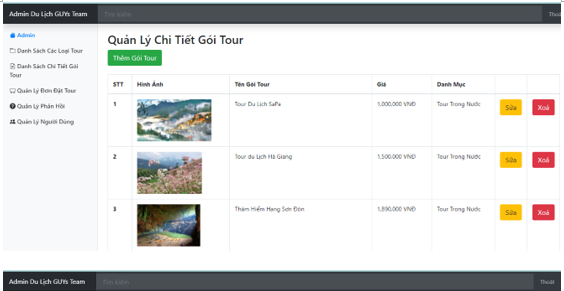 Admin Du Lịch GUYs Team Tìm kiếm Thoát
Admin
Danh Sách Các Loại Tour
Danh Sách Chi Tiết Gói
Tour
Quản Lý Đơn Đặt Tour
Quản Lý Phản Hồi
Quản Lý Người Dùng
Quản Lý Chi Tiết Gói Tour
Thêm Gói Tour
STT Hình Ảnh Tên Gói Tour Giá Danh Mục
1 Tour Du Lịch SaPa 1,000,000 VNĐ Tour Trong Nước Sửa Xoá
2 Tour du Lịch Hà Giang 1,500,000 VNĐ Tour Trong Nước Sửa Xoá
3 Thám Hiểm Hang Sơn Đòn 1,890,000 VNĐ Tour Trong Nước Sửa Xoá
Admin Du Lịch GUYs Team Tìm kiếm Thoát